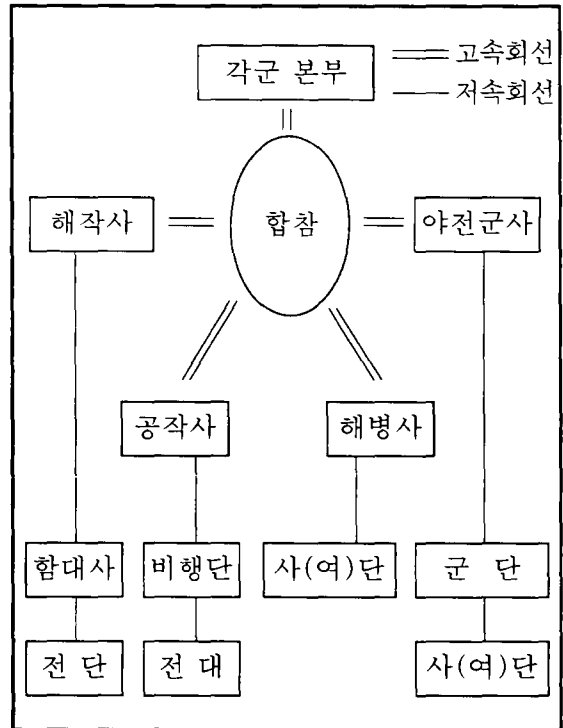 각군 본부
고속회선
저속회선
해작사
합참
야전군사
공작사
해병사
함대사
비행단
사(여)단
군 단
전 단
전 대
사(여)단